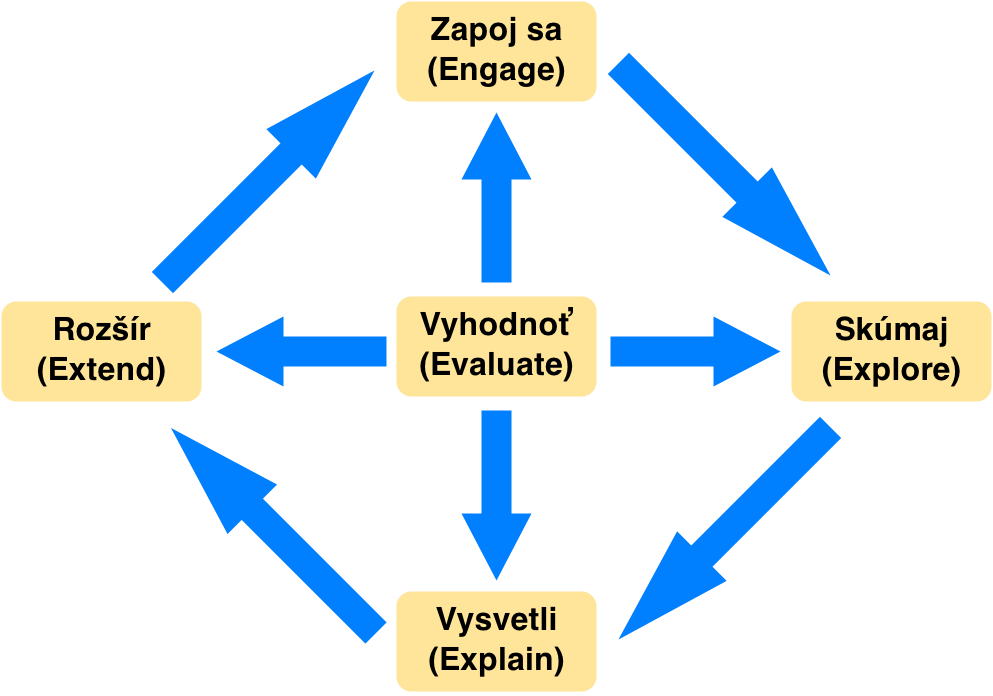 Zapoj sa
(Engage)
Rozšír
(Extend)
Vyhodnoť
(Evaluate)
Skúmaj
(Explore)
Vysvetli
(Explain)